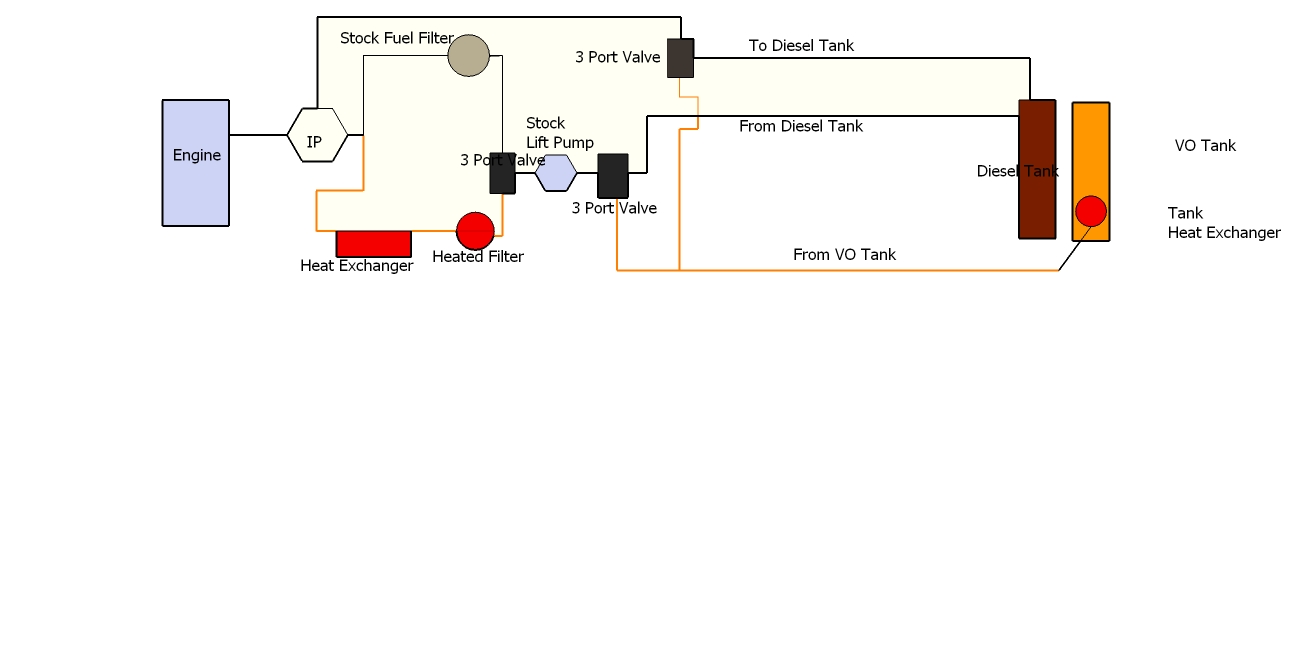 Stock Fuel Filter
3 Port Valve
To Diesel Tank
Engine
IP
Stock
Lift Pump
From Diesel Tank
VO Tank
3 Port Valve
Diesel Tank
3 Port Valve
Tank
Heat Exchanger
Heat Exchanger
Heated Filter
From VO Tank